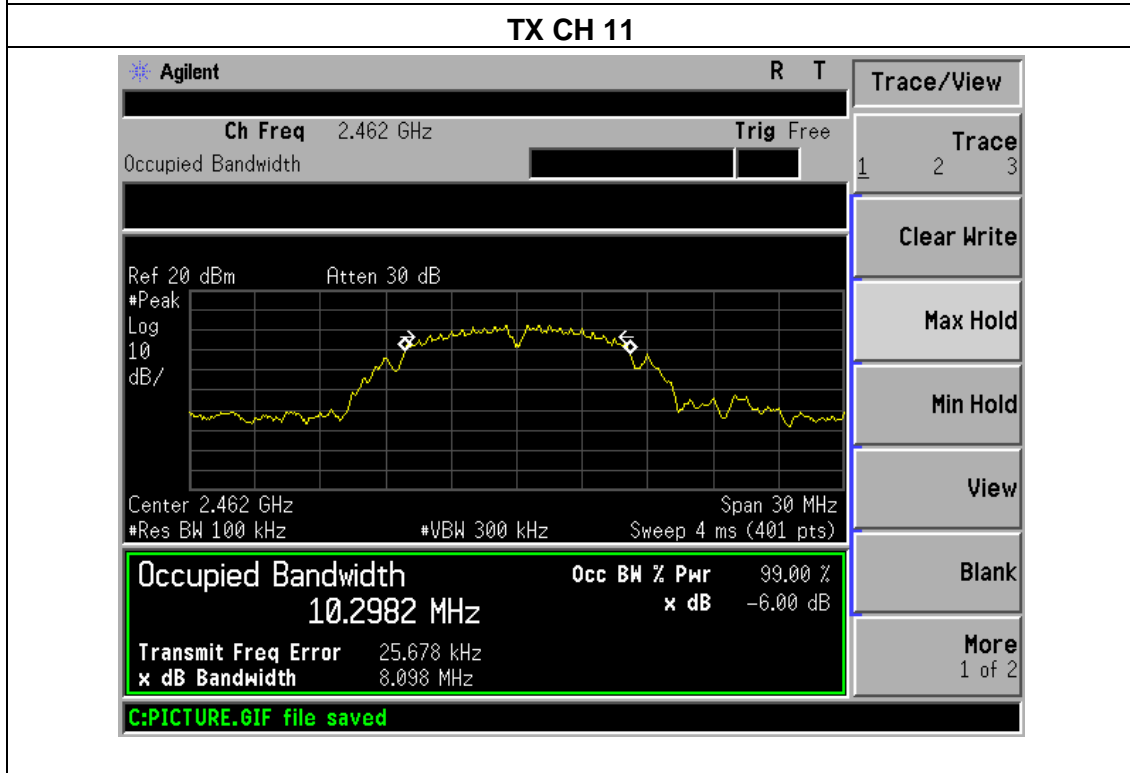 TX CH 11
Agilent R T
Trace/View
Ch Freq 2.462 GHz Trig Free
Occupied Bandwidth
Trace
1 2 3
Clear Write
Ref 20 dBm Atten 30 dB
#Peak
Log
10
dB/
Max Hold
Min Hold
View
Center 2.462 GHz Span 30 MHz
#Res BW 100 kHz #VBW 300 kHz Sweep 4 ms (401 pts)
Occupied Bandwidth Occ BW % Pwr 99.00 %
10.2982 MHz x dB -6.00 dB
Blank
Transmit Freq Error 25.678 kHz
x dB Bandwidth 8.098 MHz
More
1 of 2
C:PICTURE.GIF file saved